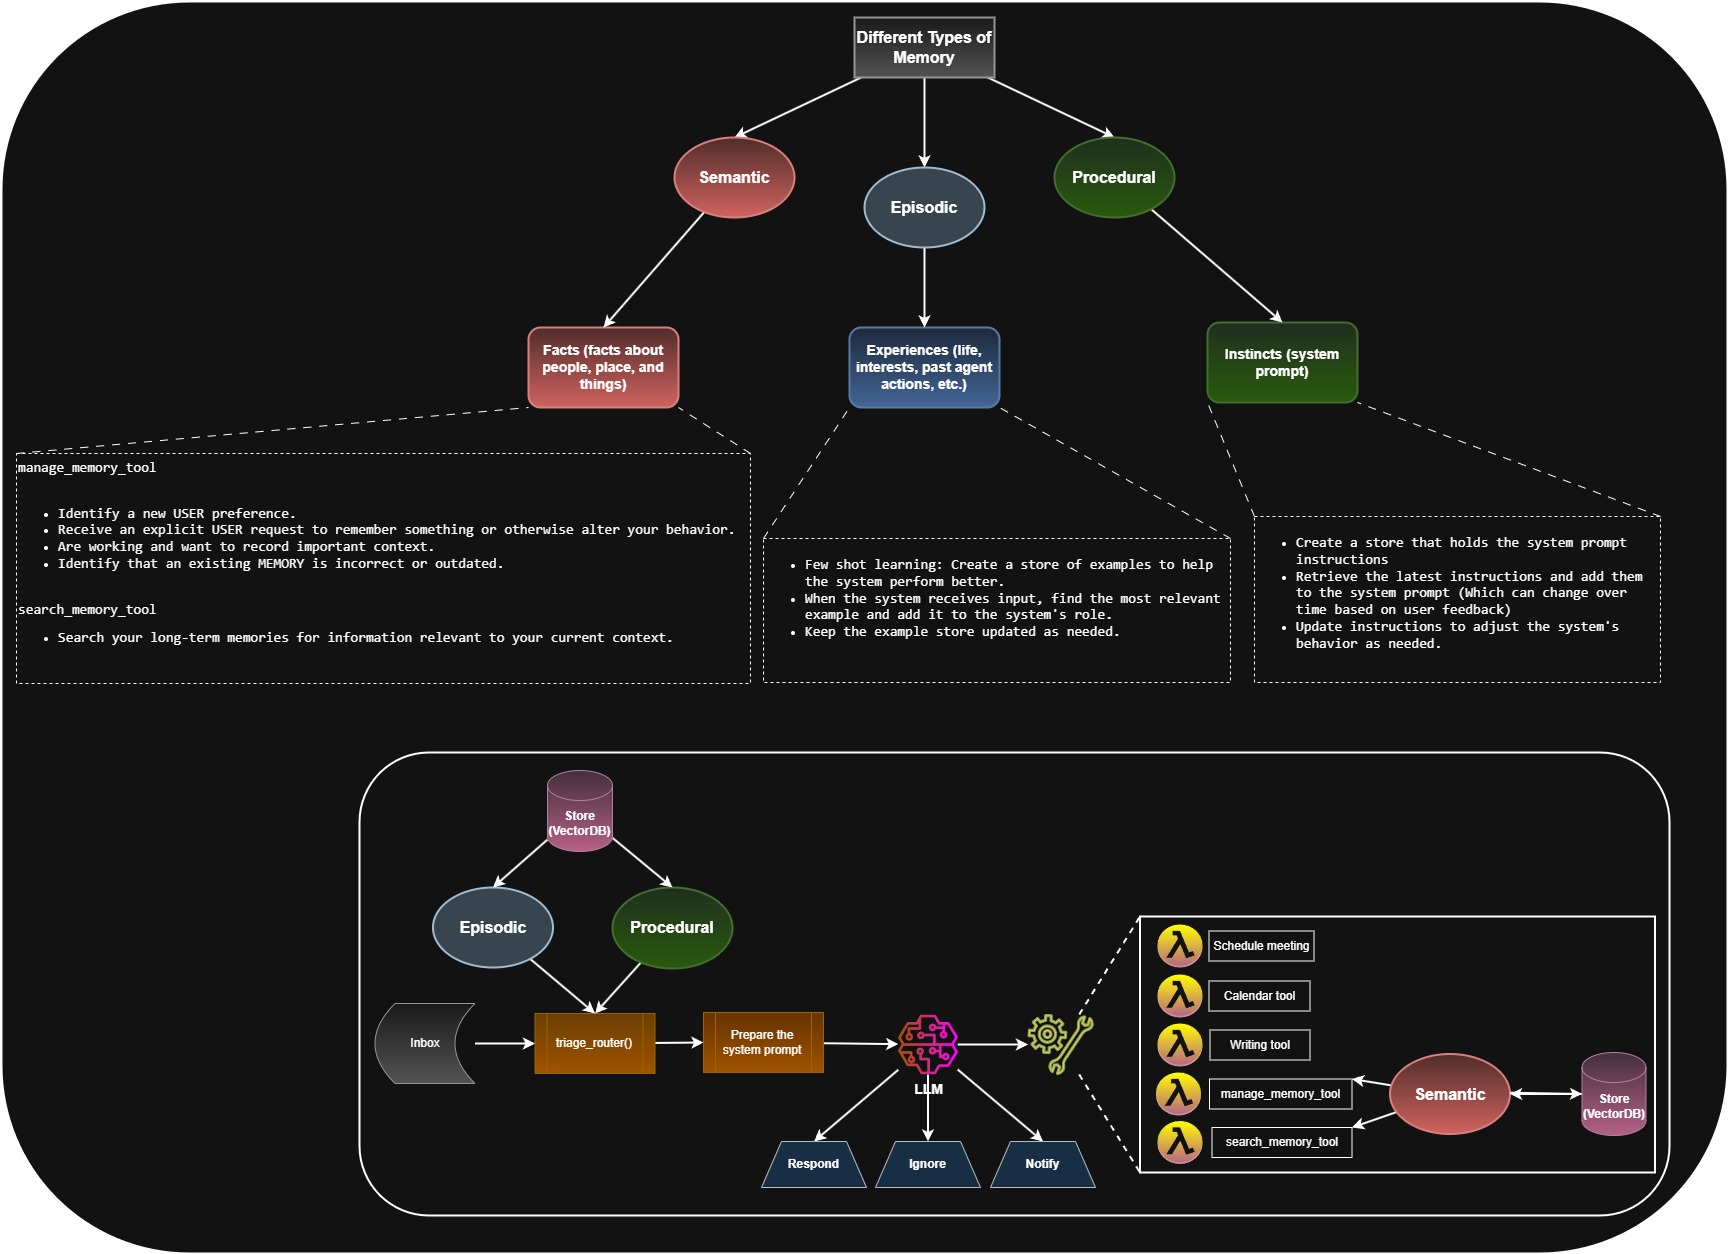 Different Types of
Memory
Semantic
Episodic
Procedural
Facts (facts about
people, place, and
things)
Experiences (life,
interests, past agent
actions, etc.)
Instincts (system
prompt)
manage_memory_tool
• Identify a new USER preference.
• Receive an explicit USER request to remember something or otherwise alter your behavior.
• Are working and want to record important context.
• Identify that an existing MEMORY is incorrect or outdated.
search_memory_tool
• Search your long-term memories for information relevant to your current context.
• Few shot learning: Create a store of examples to help
the system perform better.
• When the system receives input, find the most relevant
example and add it to the system's role.
• Keep the example store updated as needed.
• Create a store that holds the system prompt
instructions
• Retrieve the latest instructions and add them
to the system prompt (Which can change over
time based on user feedback)
• Update instructions to adjust the system's
behavior as needed.
Store
(VectorDB)
Episodic
Procedural
Inbox
triage_router()
Prepare the
system prompt
LLM
Respond
Ignore
Notify
Schedule meeting
Calendar tool
Writing tool
manage_memory_tool
search_memory_tool
Semantic
Store
(VectorDB)